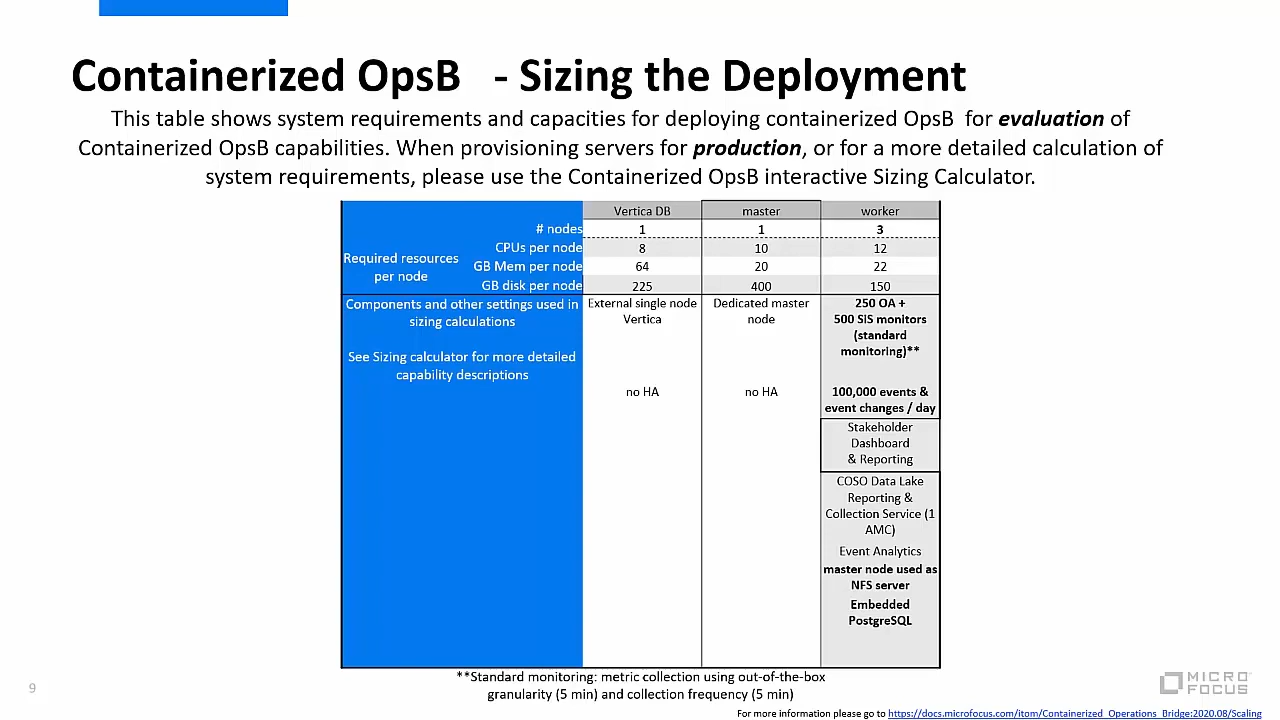 Containerized OpsB - Sizing the Deployment
This table shows system requirements and capacities for deploying containerized OpsB for evaluation of
Containerized OpsB capabilities. When provisioning servers for production, or for a more detailed calculation of
system requirements, please use the Containerized OpsB interactive Sizing Calculator.
Vertica DB master worker
# nodes 1 1 3
Required resources per node
CPUs per node 8 10 12
GB Mem per node 64 20 22
GB disk per node 225 400 150
Components and other settings used in
sizing calculations
See Sizing calculator for more detailed
capability descriptions
External single node
Vertica
no HA
Dedicated master
node
no HA
250 OA +
500 SiS monitors
(standard
monitoring)**
100,000 events &
event changes / day
Stakeholder
Dashboard
& Reporting
COSO Data Lake
Reporting &
Collection Service (1
AMC)
Event Analytics
master node used as
NFS server
Embedded
PostgreSQL
**Standard monitoring: metric collection using out-of-the-box
granularity (5 min) and collection frequency (5 min)
9
MICRO
FOCUS
For more information please go to https://docs.microfocus.com/itom/Containerized_Operations_Bridge:2020.08/Scaling